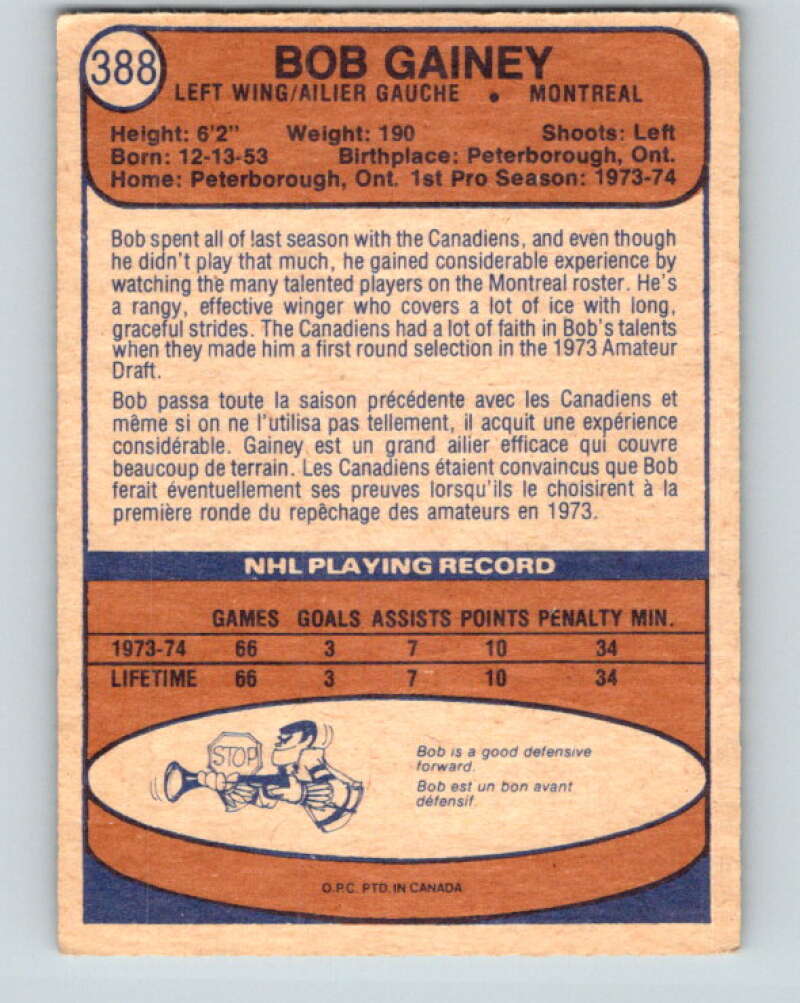 388
BOB GAINEY
LEFT WING/AILIER GAUCHE • MONTREAL
Height: 6'2" Weight: 190 Shoots: Left
Born: 12-13-53 Birthplace: Peterborough, Ont.
Home: Peterborough, Ont. 1st Pro Season: 1973-74
Bob spent all of last season with the Canadiens, and even though
he didn't play that much, he gained considerable experience by
watching the many talented players on the Montreal roster. He's
a rangy, effective winger who covers a lot of ice with long,
graceful strides. The Canadiens had a lot of faith in Bob's talents
when they made him a first round selection in the 1973 Amateur
Draft.
Bob passa toute la saison précédente avec les Canadiens et
même si on ne l'utilisa pas tellement, il acquit une expérience
considérable. Gainey est un grand ailier efficace qui couvre
beaucoup de terrain. Les Canadiens étaient convaincus que Bob
ferait éventuellement ses preuves lorsqu'ils le choisirent à la
première ronde du repêchage des amateurs en 1973.
NHL PLAYING RECORD
GAMES GOALS ASSISTS POINTS PENALTY MIN.
1973-74 66 3 7 10 34
LIFETIME 66 3 7 10 34
STOP
Bob is a good defensive
forward.
Bob est un bon avant
défensif.
O.P.C. PTD. IN CANADA